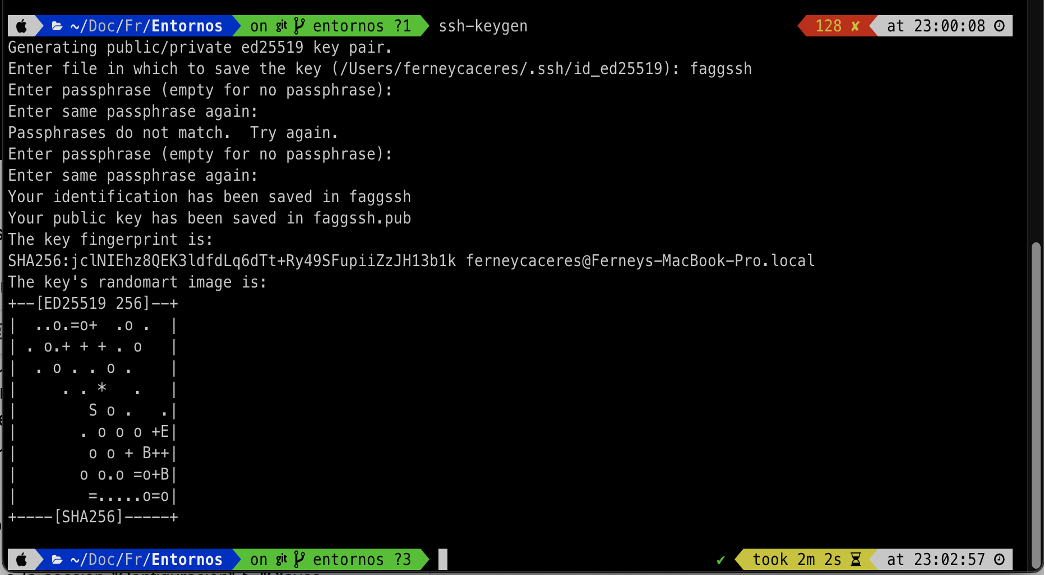 ~/Doc/Fr/Entornos on git entornos ?1 ssh-keygen 128 ✘ at 23:00:08
Generating public/private ed25519 key pair.
Enter file in which to save the key (/Users/ferneycaceres/.ssh/id_ed25519): faggssh
Enter passphrase (empty for no passphrase):
Enter same passphrase again:
Passphrases do not match.  Try again.
Enter passphrase (empty for no passphrase):
Enter same passphrase again:
Your identification has been saved in faggssh
Your public key has been saved in faggssh.pub
The key fingerprint is:
SHA256:jclNIEhz8QEK3ldfdLq6dTt+Ry49SFupiiZzJH13b1k ferneycaceres@Ferneys-MacBook-Pro.local
The key's randomart image is:
+--[ED25519 256]--+
|  ..o.=o+  .o .  |
| . o.+ + + . o   |
|  . o . . o .    |
|     . . *   .   |
|        S o .   .|
|       . o o o +E|
|        o o + B++|
|       o o.o =o+B|
|        =.....o=o|
+----[SHA256]-----+
~/Doc/Fr/Entornos on git entornos ?3 ✔ took 2m 2s at 23:02:57